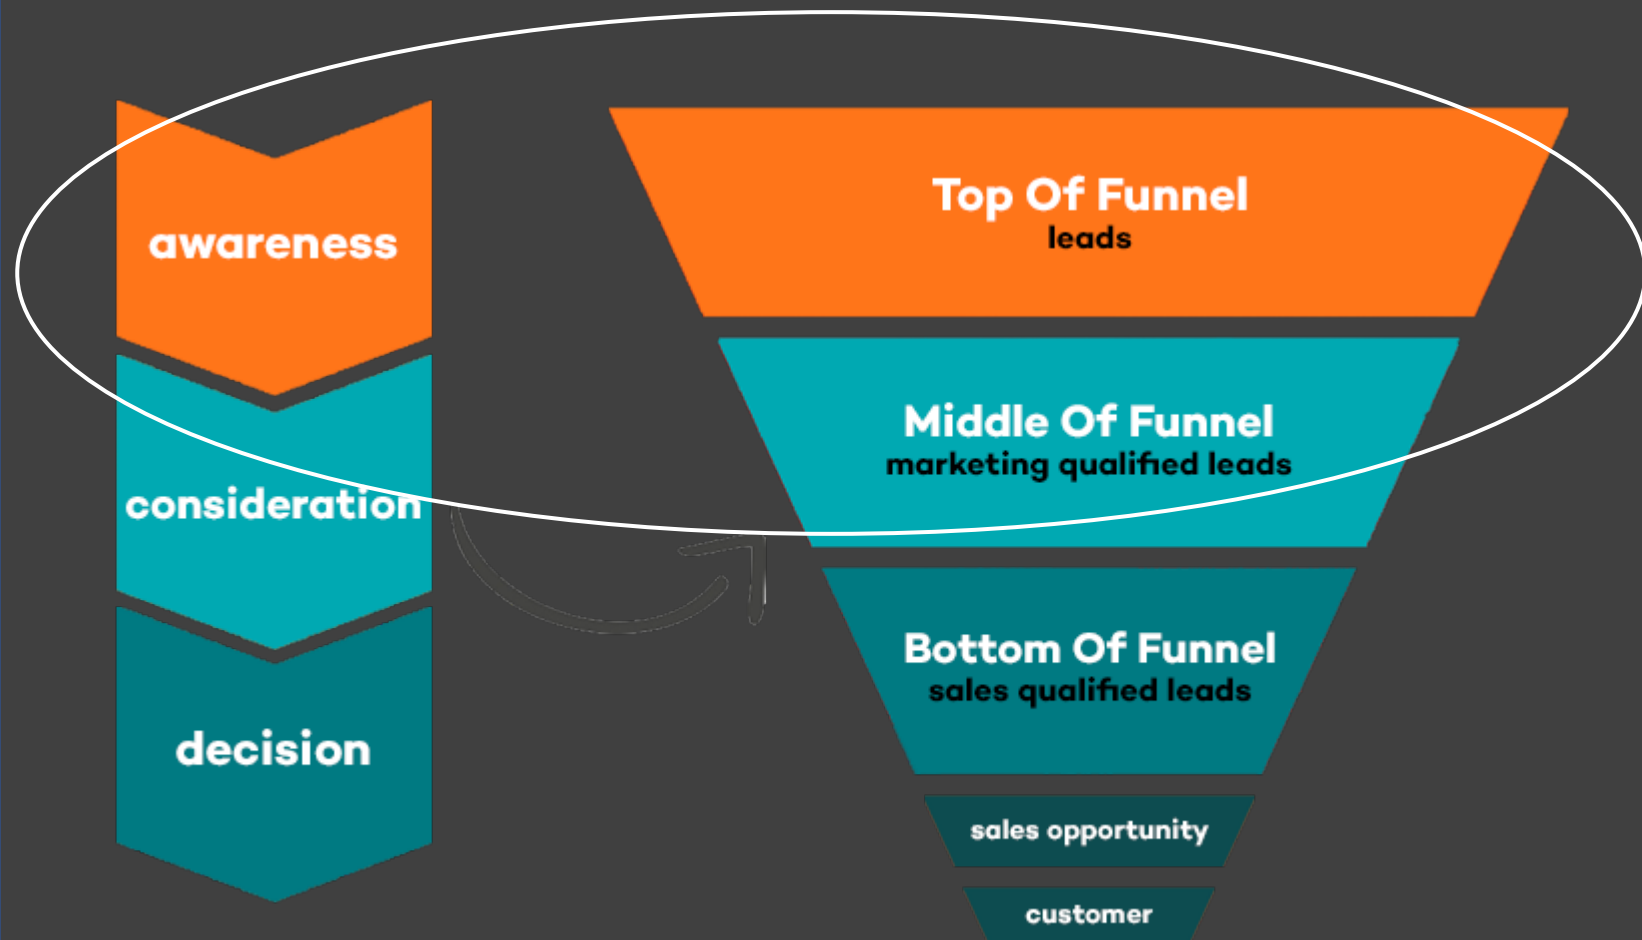 awareness
consideration
decision
Top Of Funnel
leads
Middle Of Funnel
marketing qualified leads
Bottom Of Funnel
sales qualified leads
sales opportunity
customer